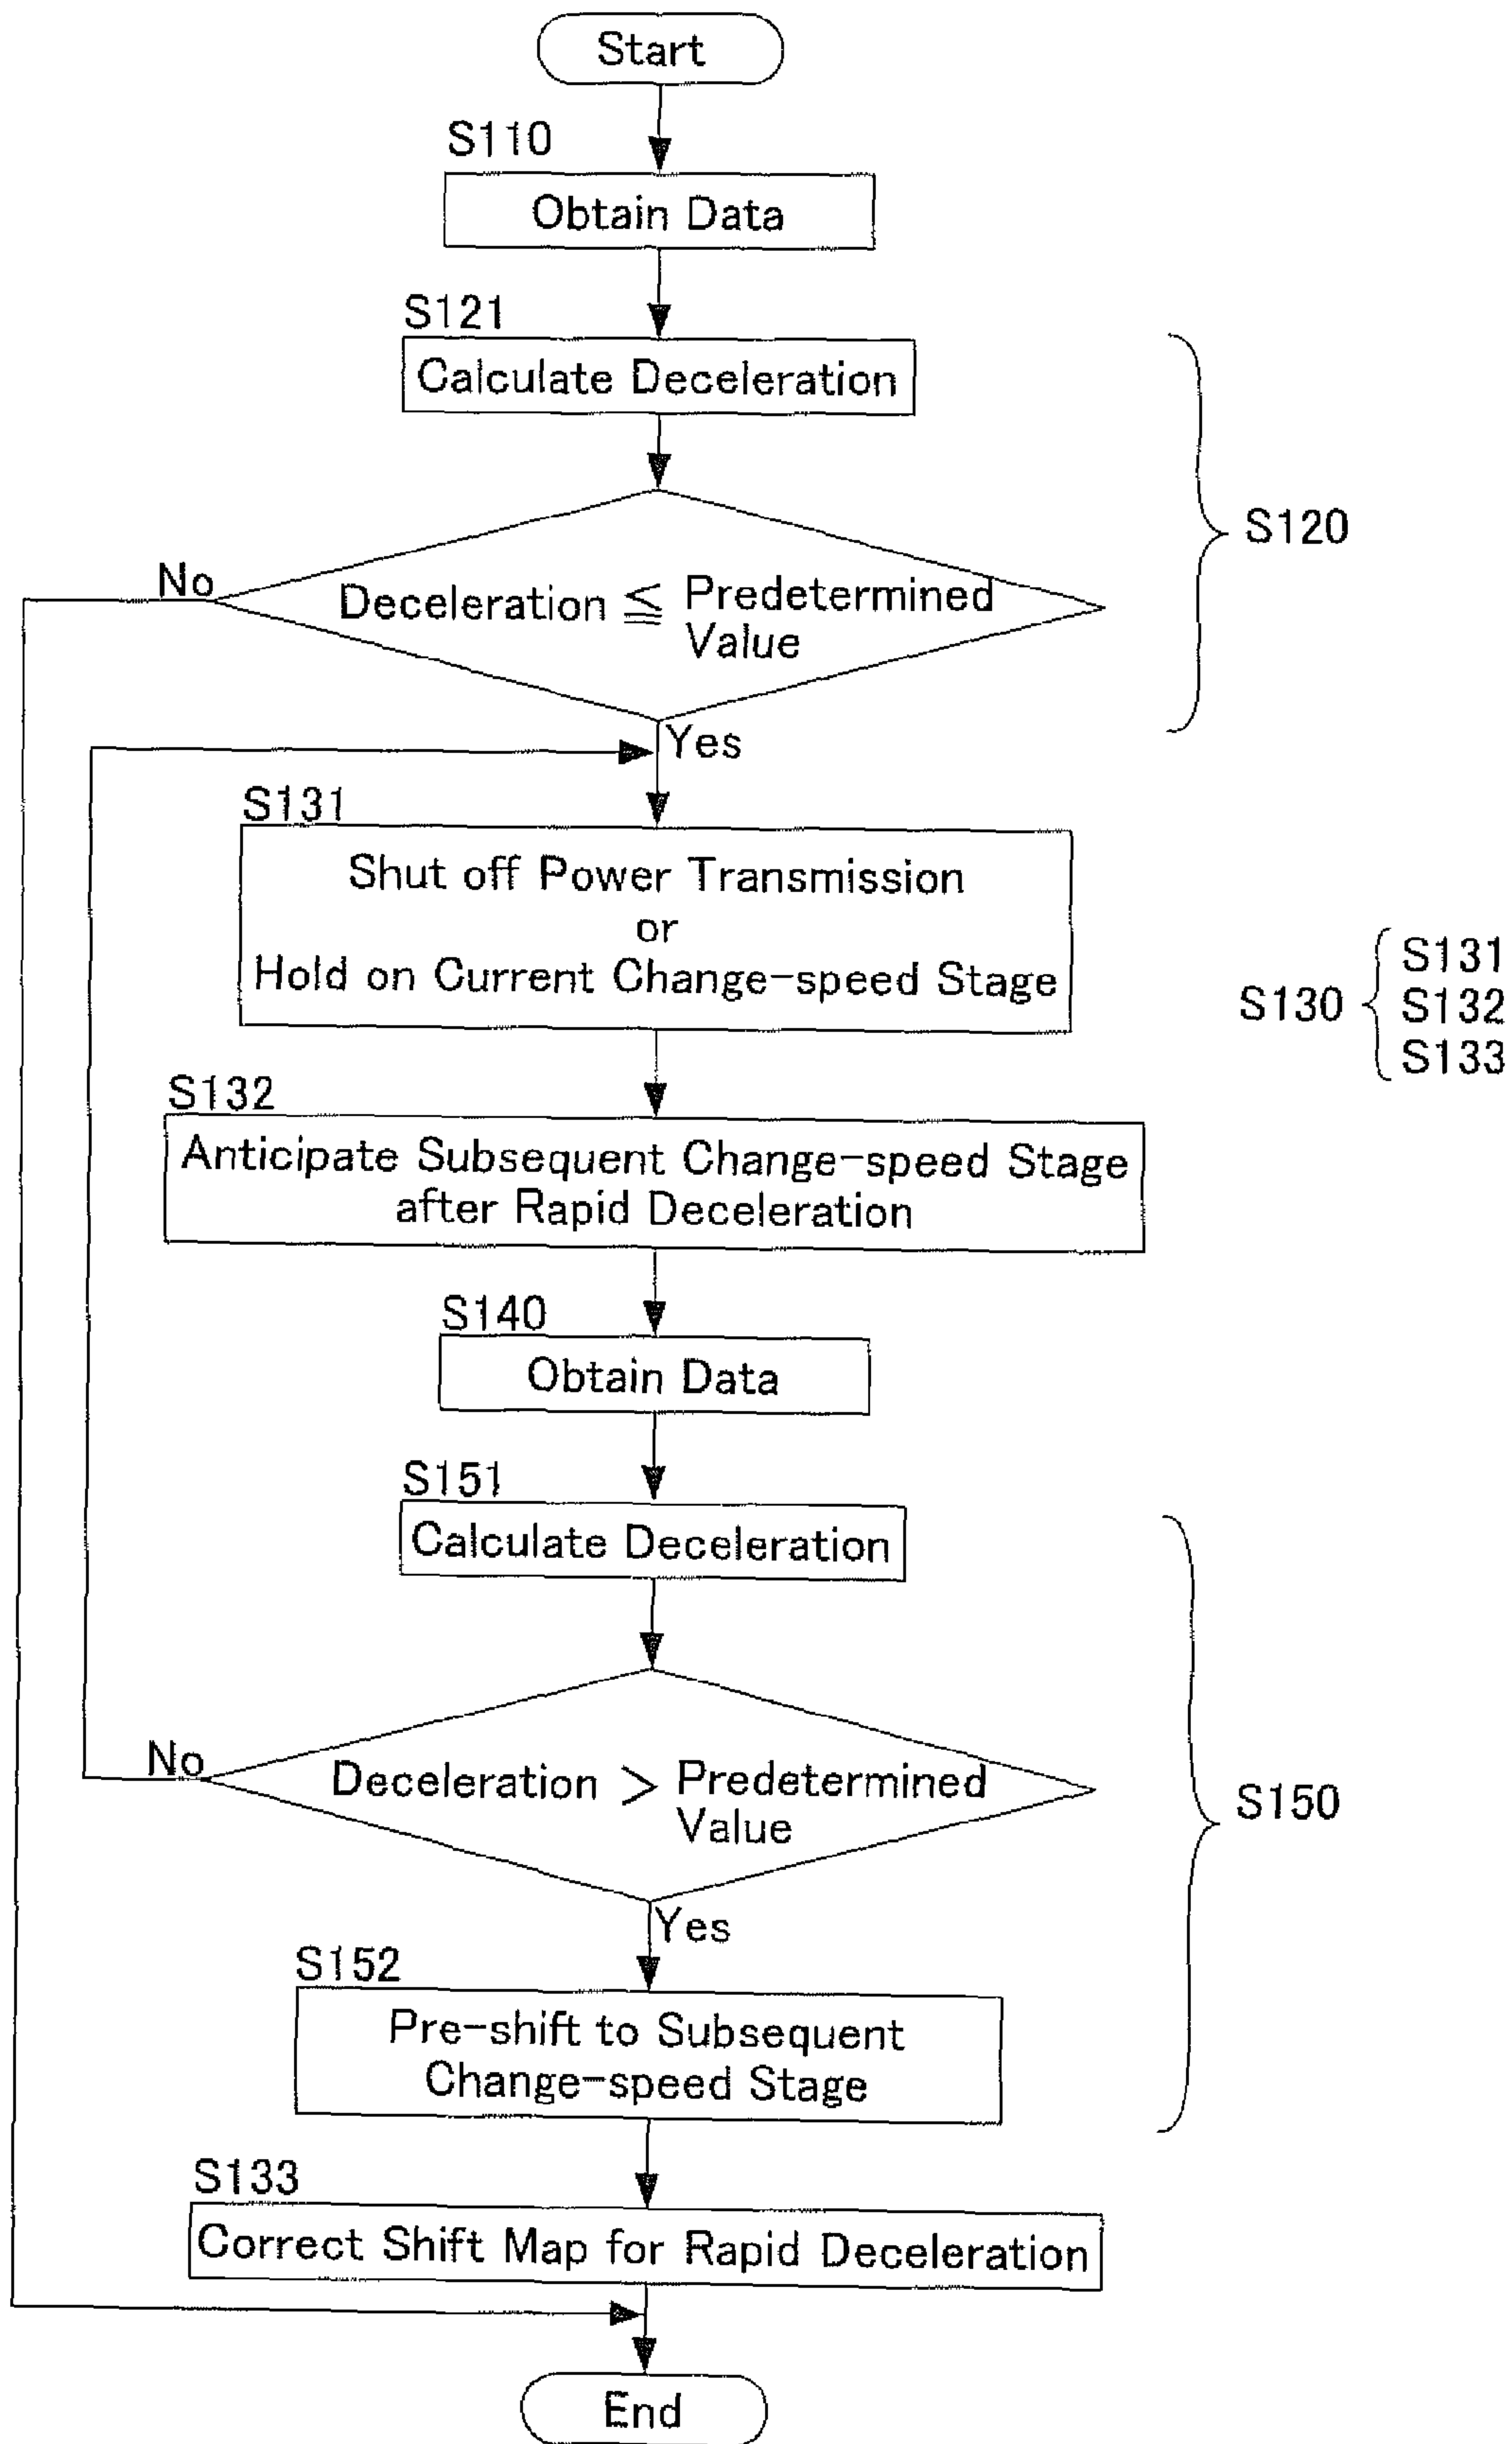 Start
S110
Obtain Data
S121
Calculate Deceleration
S120
No
Deceleration ≦ Predetermined
Value
Yes
S131
Shut off Power Transmission
or
Hold on Current Change-speed Stage
S130
S131
S132
S133
S132
Anticipate Subsequent Change-speed Stage
after Rapid Deceleration
S140
Obtain Data
S151
Calculate Deceleration
No
Deceleration > Predetermined
Value
S150
Yes
S152
Pre-shift to Subsequent
Change-speed Stage
S133
Correct Shift Map for Rapid Deceleration
End